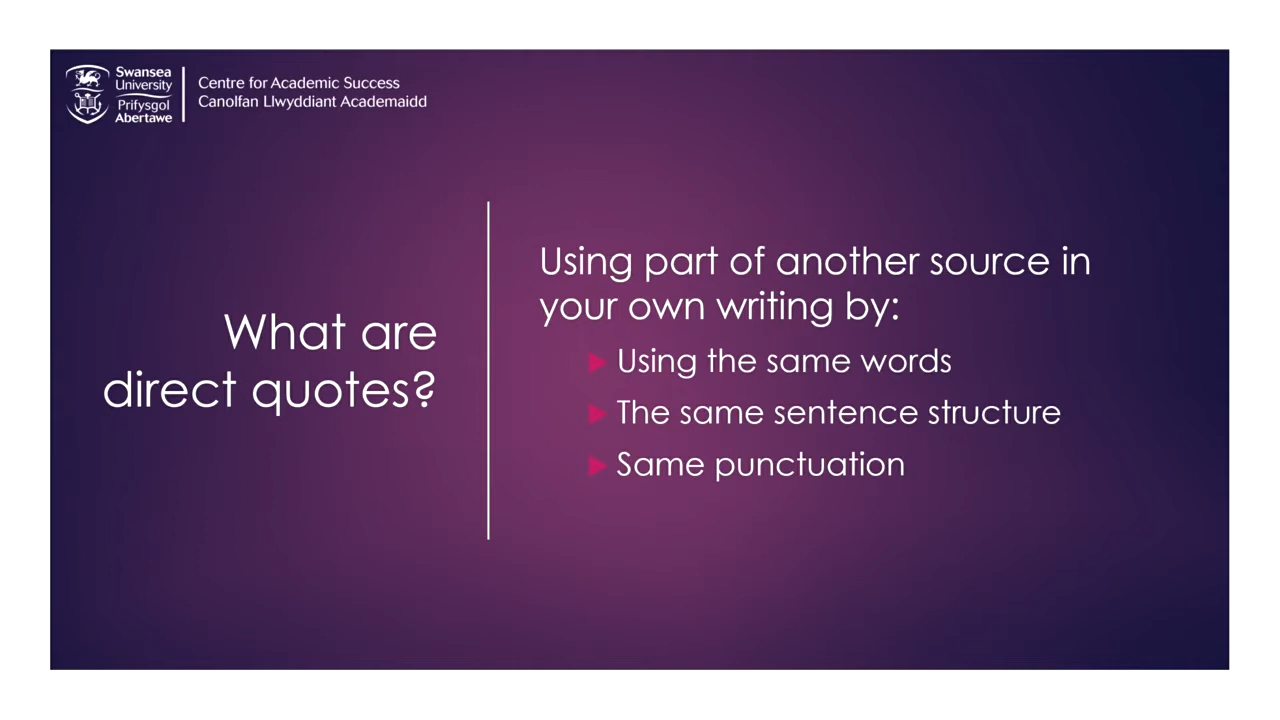 Swansea
University
Prifysgol
Abertawe
Centre for Academic Success
Canolfan Llwyddiant Academaidd
What are
direct quotes?
Using part of another source in
your own writing by:
Using the same words
The same sentence structure
Same punctuation